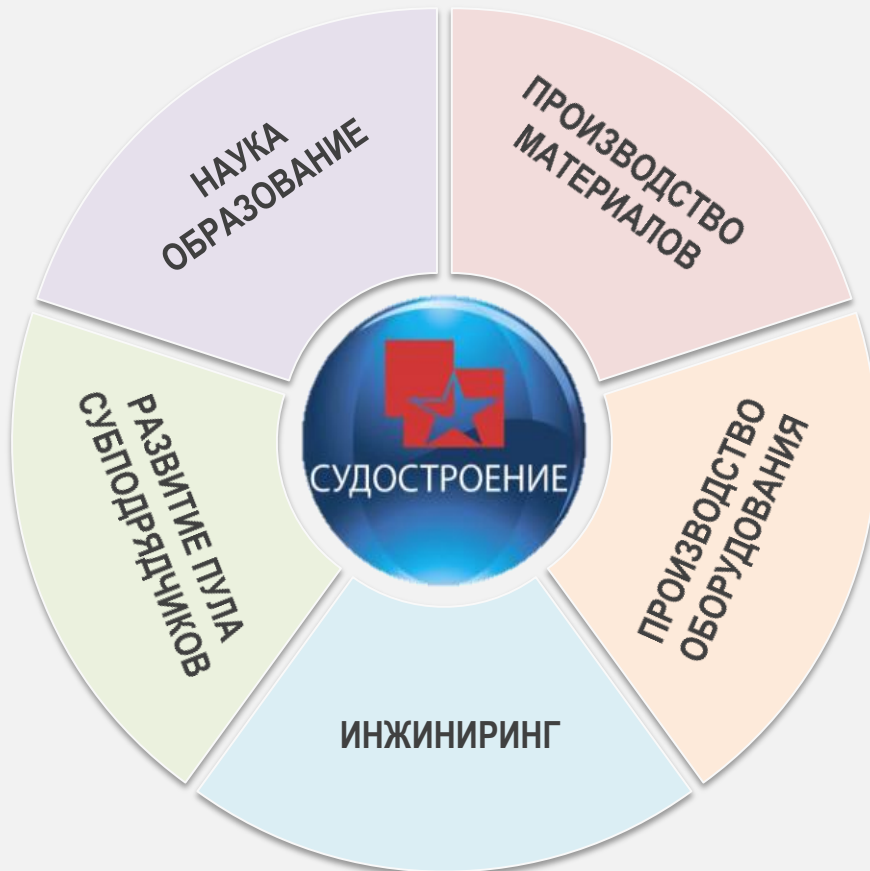 НАУКА
ОБРАЗОВАНИЕ
ПРОИЗВОДСТВО
МАТЕРИАЛОВ
СУДОСТРОЕНИЕ
РАЗВИТИЕ ПУЛА
СУБПОДРЯДЧИКОВ
ПРОИЗВОДСТВО
ОБОРУДОВАНИЯ
ИНЖИНИРИНГ